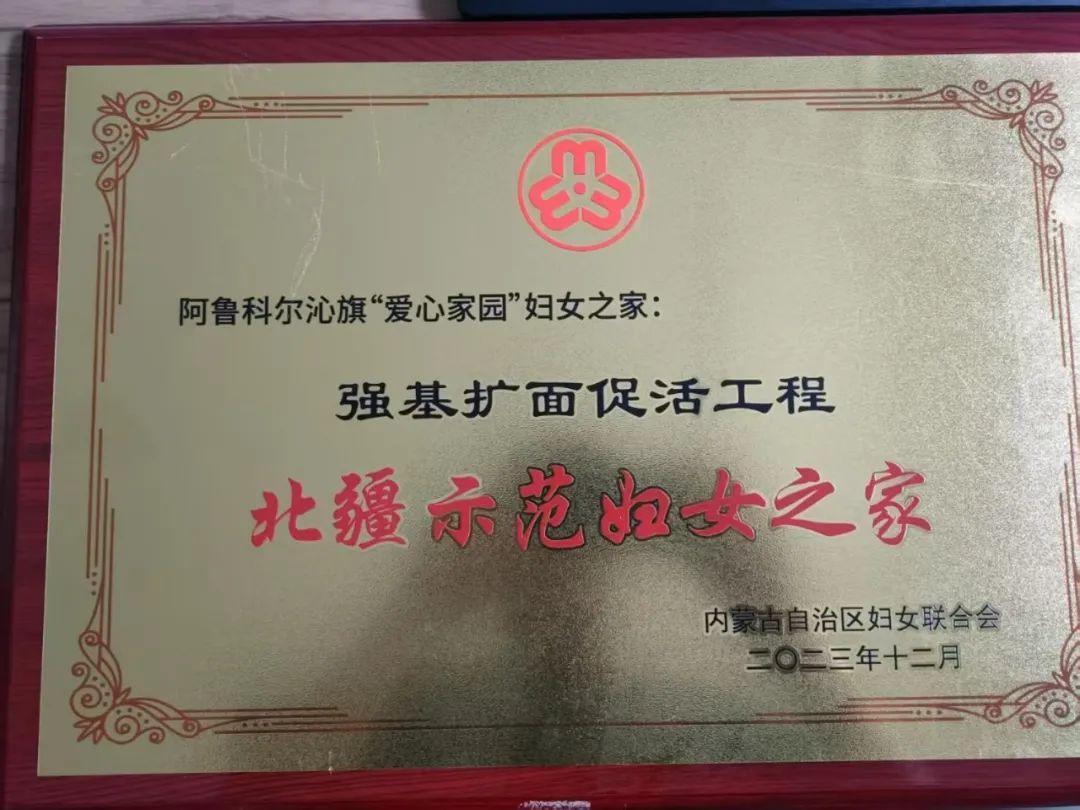 阿鲁科尔沁旗“爱心家园”妇女之家：
强基扩面促活工程
北疆示范妇女之家
内蒙古自治区妇女联合会
二〇二三年十二月